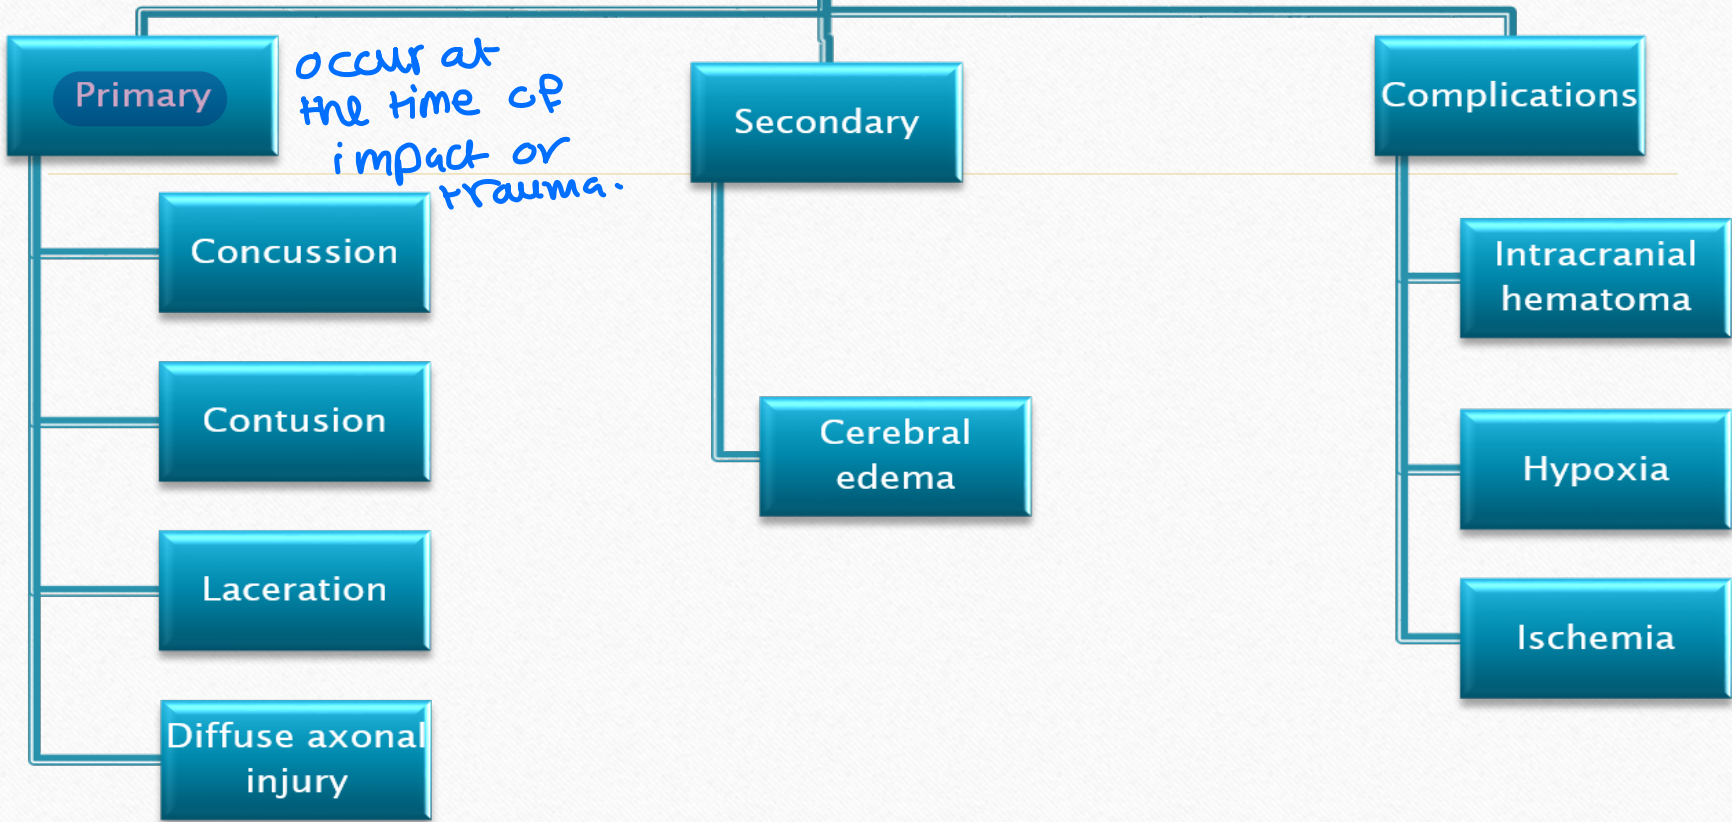 Primary
occur at
the time of
impact or
trauma.
Concussion
Contusion
Laceration
Diffuse axonal
injury
Secondary
Cerebral
edema
Complications
Intracranial
hematoma
Hypoxia
Ischemia